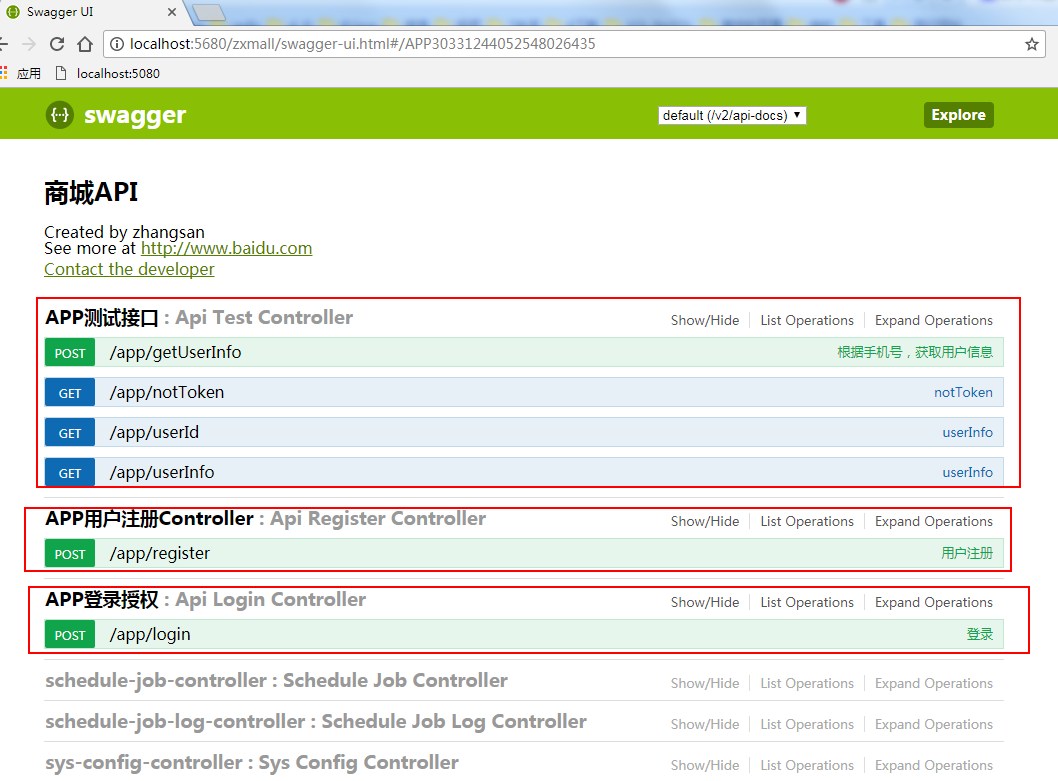 Swagger UI
localhost:5680/zxmall/swagger-ui.html#/APP30331244052548026435
应用 localhost:5080
{···} swagger default (/v2/api-docs) Explore
商城API
Created by zhangsan
See more at http://www.baidu.com
Contact the developer
APP测试接口 : Api Test Controller Show/Hide List Operations Expand Operations
POST /app/getUserInfo 根据手机号，获取用户信息
GET /app/notToken notToken
GET /app/userId userInfo
GET /app/userInfo userInfo
APP用户注册Controller : Api Register Controller Show/Hide List Operations Expand Operations
POST /app/register 用户注册
APP登录授权 : Api Login Controller Show/Hide List Operations Expand Operations
POST /app/login 登录
schedule-job-controller : Schedule Job Controller Show/Hide List Operations Expand Operations
schedule-job-log-controller : Schedule Job Log Controller Show/Hide List Operations Expand Operations
sys-config-controller : Sys Config Controller Show/Hide List Operations Expand Operations